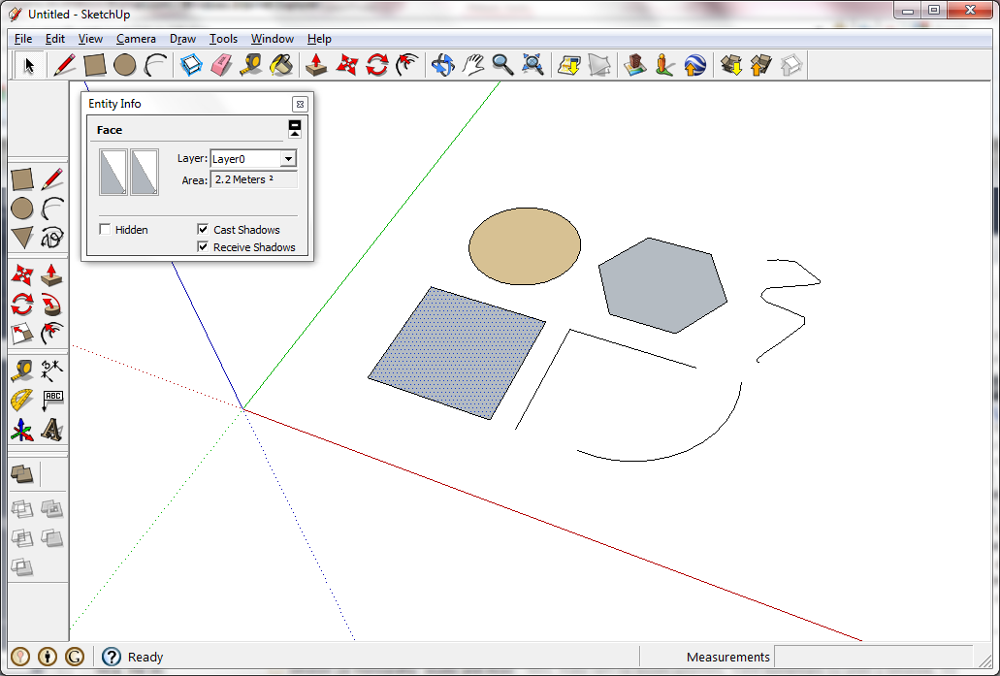 Untitled - SketchUp
File Edit View Camera Draw Tools Window Help
Entity Info
Face
Layer: Layer0
Area: 2.2 Meters ²
Hidden Cast Shadows
Receive Shadows
ABC
A
G ? Ready Measurements